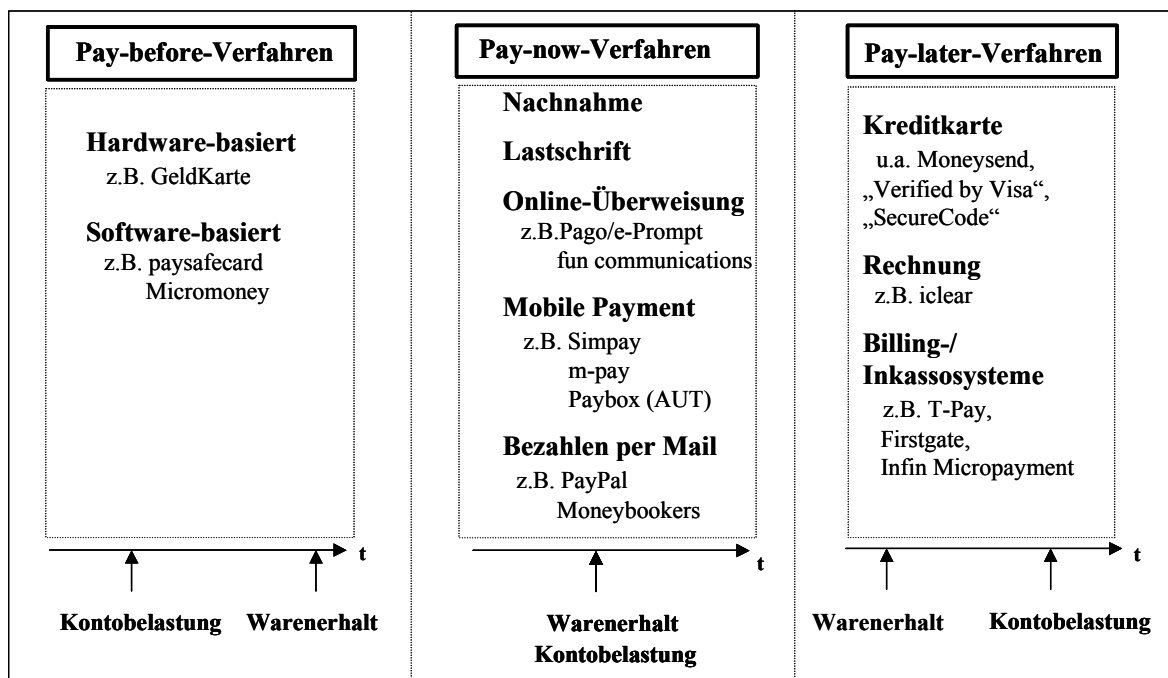 Pay-before-Verfahren
Hardware-basiert
z.B. GeldKarte
Software-basiert
z.B. paysafecard
Micromoney
t
Kontobelastung
Warenerhalt
Pay-now-Verfahren
Nachnahme
Lastschrift
Online-Überweisung
z.B.Pago/e-Prompt
fun communications
Mobile Payment
z.B. Simpay
m-pay
Paybox (AUT)
Bezahlen per Mail
z.B. PayPal
Moneybookers
t
Warenerhalt
Kontobelastung
Pay-later-Verfahren
Kreditkarte
u.a. Moneysend,
„Verified by Visa“,
„SecureCode“
Rechnung
z.B. iclear
Billing-/
Inkassosysteme
z.B. T-Pay,
Firstgate,
Infin Micropayment
t
Warenerhalt
Kontobelastung